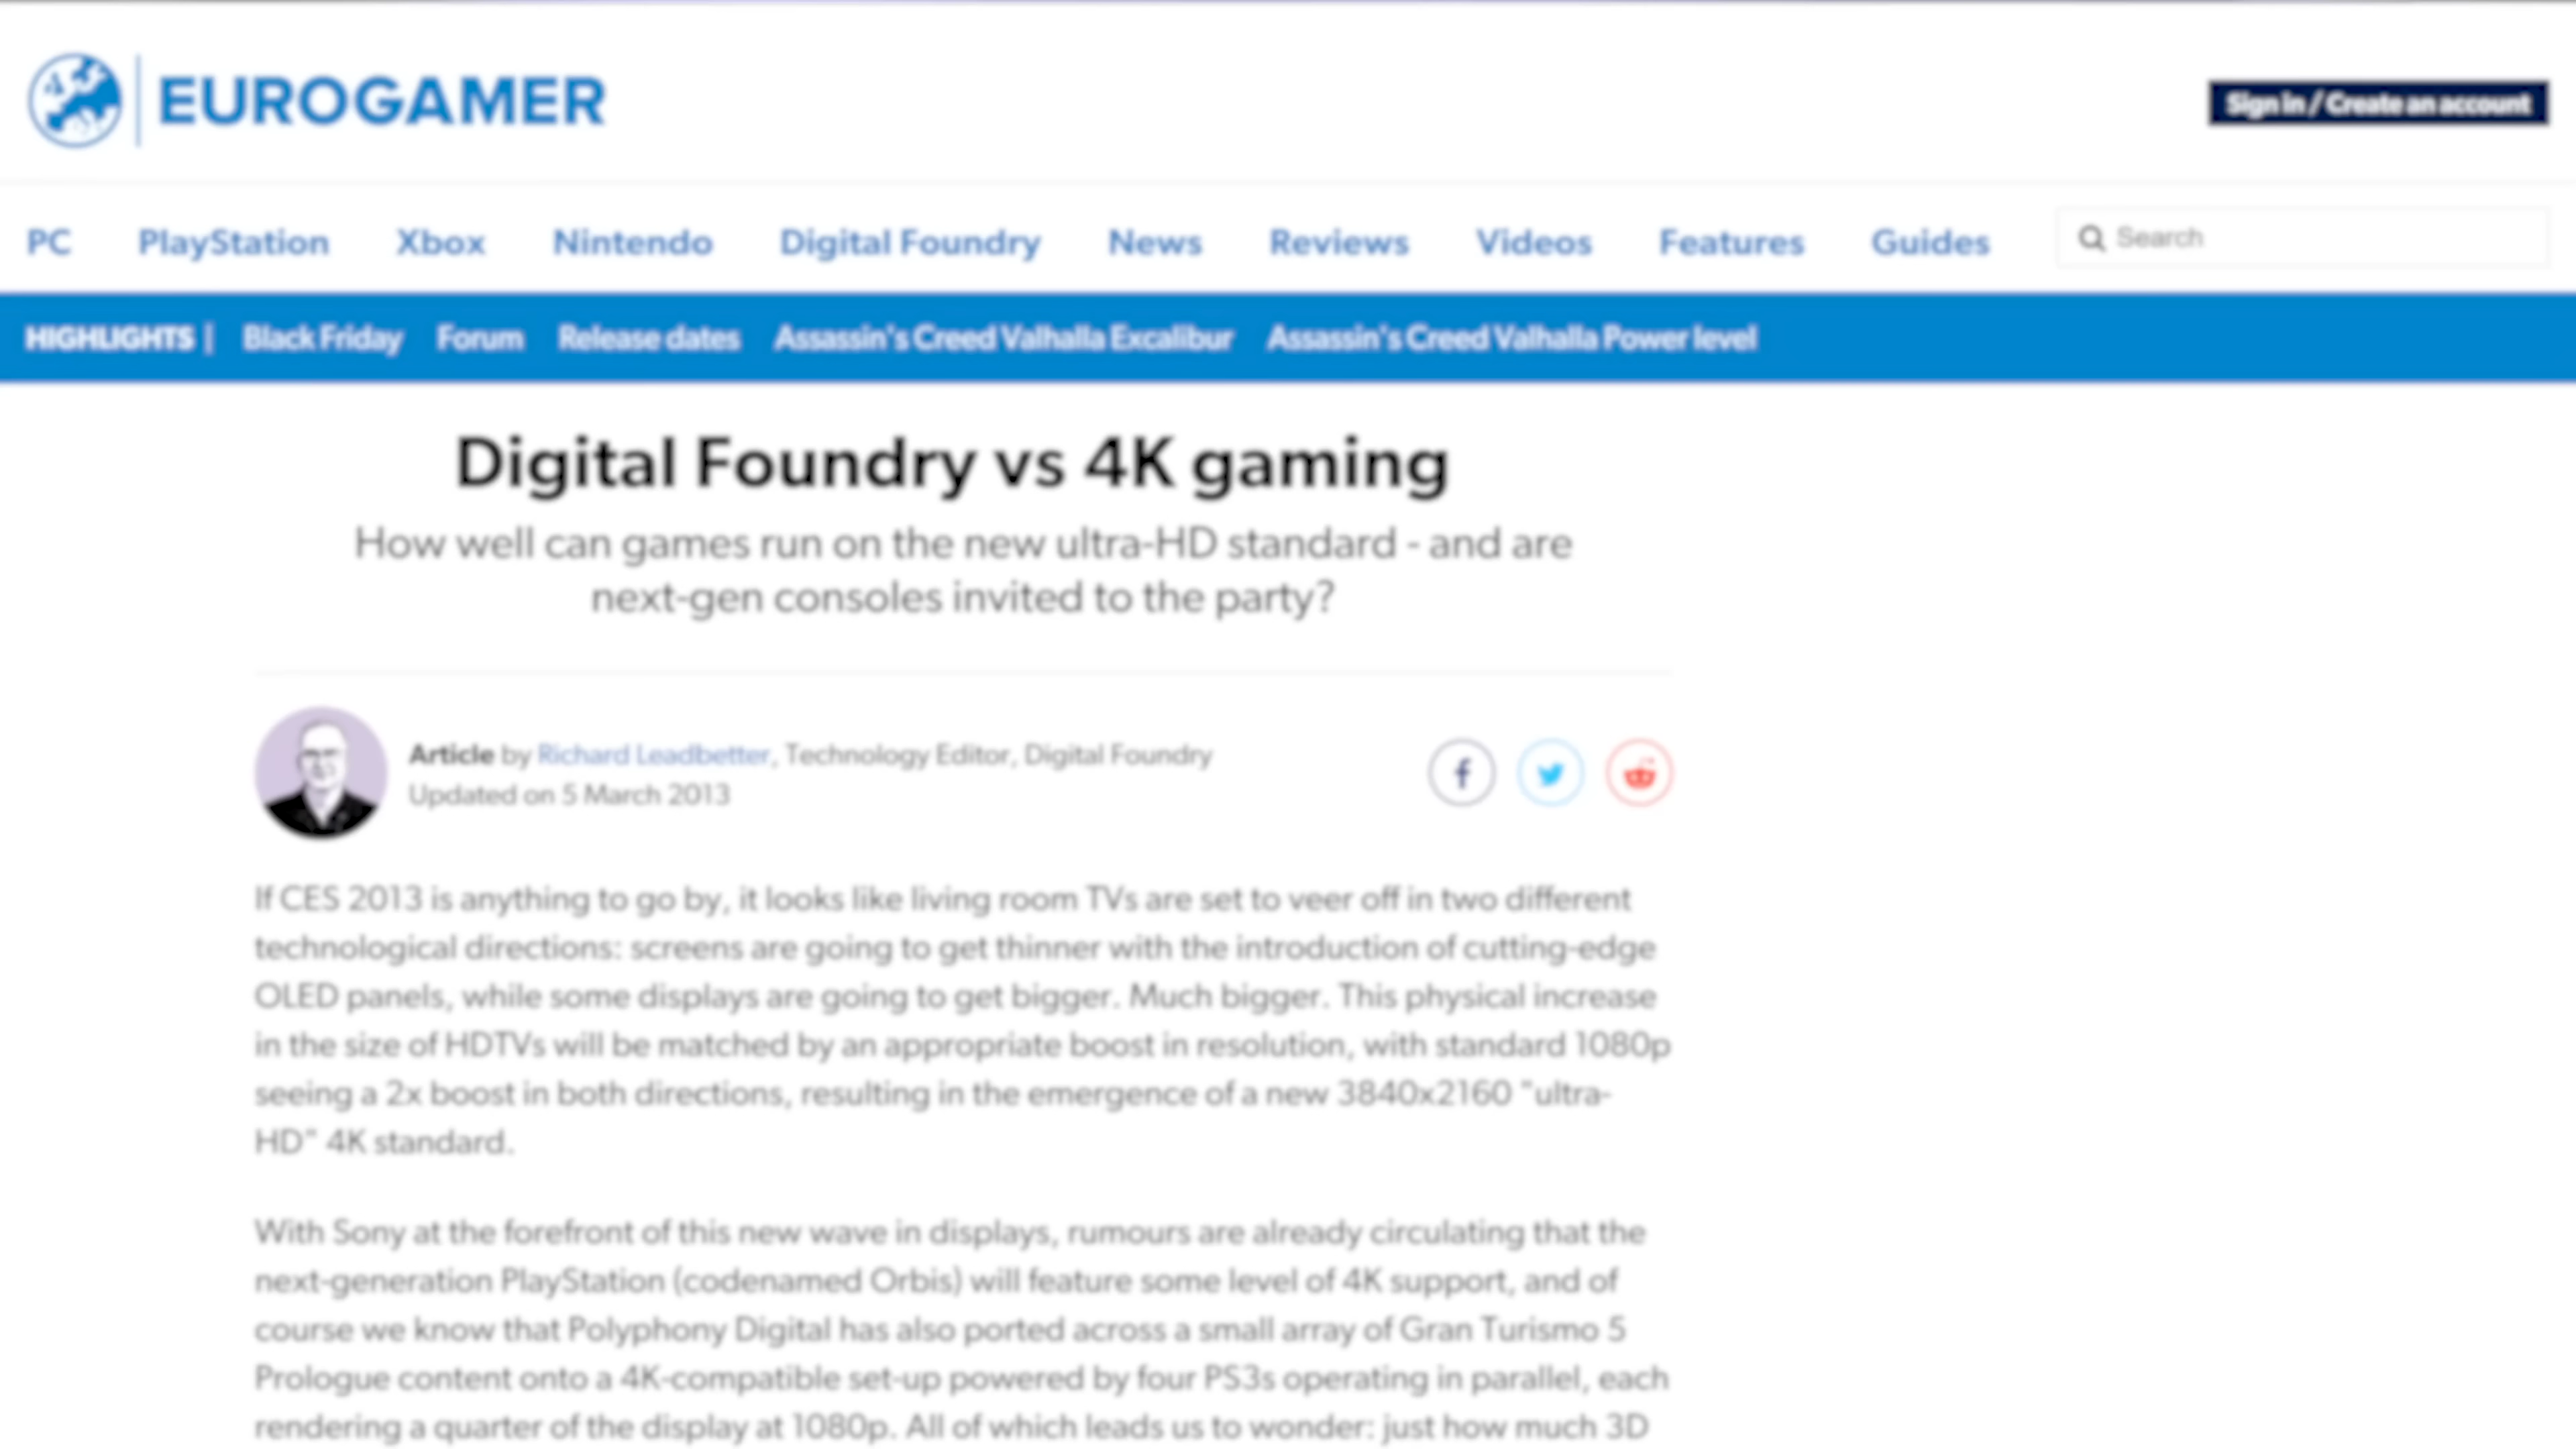 EUROGAMER
Sign in / Create an account
PC PlayStation Xbox Nintendo Digital Foundry News Reviews Videos Features Guides Search
HIGHLIGHTS | Black Friday Forum Release dates Assassin's Creed Valhalla Excalibur Assassin's Creed Valhalla Power level
Digital Foundry vs 4K gaming
How well can games run on the new ultra-HD standard - and are
next-gen consoles invited to the party?
Article by Richard Leadbetter, Technology Editor, Digital Foundry
Updated on 5 March 2013
If CES 2013 is anything to go by, it looks like living room TVs are set to veer off in two different
technological directions: screens are going to get thinner with the introduction of cutting-edge
OLED panels, while some displays are going to get bigger. Much bigger. This physical increase
in the size of HDTVs will be matched by an appropriate boost in resolution, with standard 1080p
seeing a 2x boost in both directions, resulting in the emergence of a new 3840x2160 "ultra-
HD" 4K standard.
With Sony at the forefront of this new wave in displays, rumours are already circulating that the
next-generation PlayStation (codenamed Orbis) will feature some level of 4K support, and of
course we know that Polyphony Digital has also ported across a small array of Gran Turismo 5
Prologue content onto a 4K-compatible set-up powered by four PS3s operating in parallel, each
rendering a quarter of the display at 1080p. All of which leads us to wonder: just how much 3D